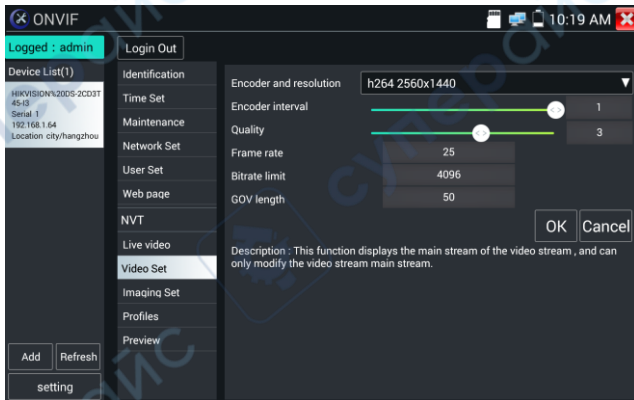 ONVIF
10:19 AM
Logged : admin
Login Out
Device List(1)
HIKVISION%20DS-2CD3T
45-I3
Serial 1
192.168.1.64
Location city/hangzhou
Identification
Time Set
Maintenance
Network Set
User Set
Web page
NVT
Live video
Video Set
Imaging Set
Profiles
Preview
Encoder and resolution h264 2560x1440
Encoder interval 1
Quality 3
Frame rate 25
Bitrate limit 4096
GOV length 50
OK Cancel
Description : This function displays the main stream of the video stream , and can
only modify the video stream main stream.
Add Refresh
setting
суперайс